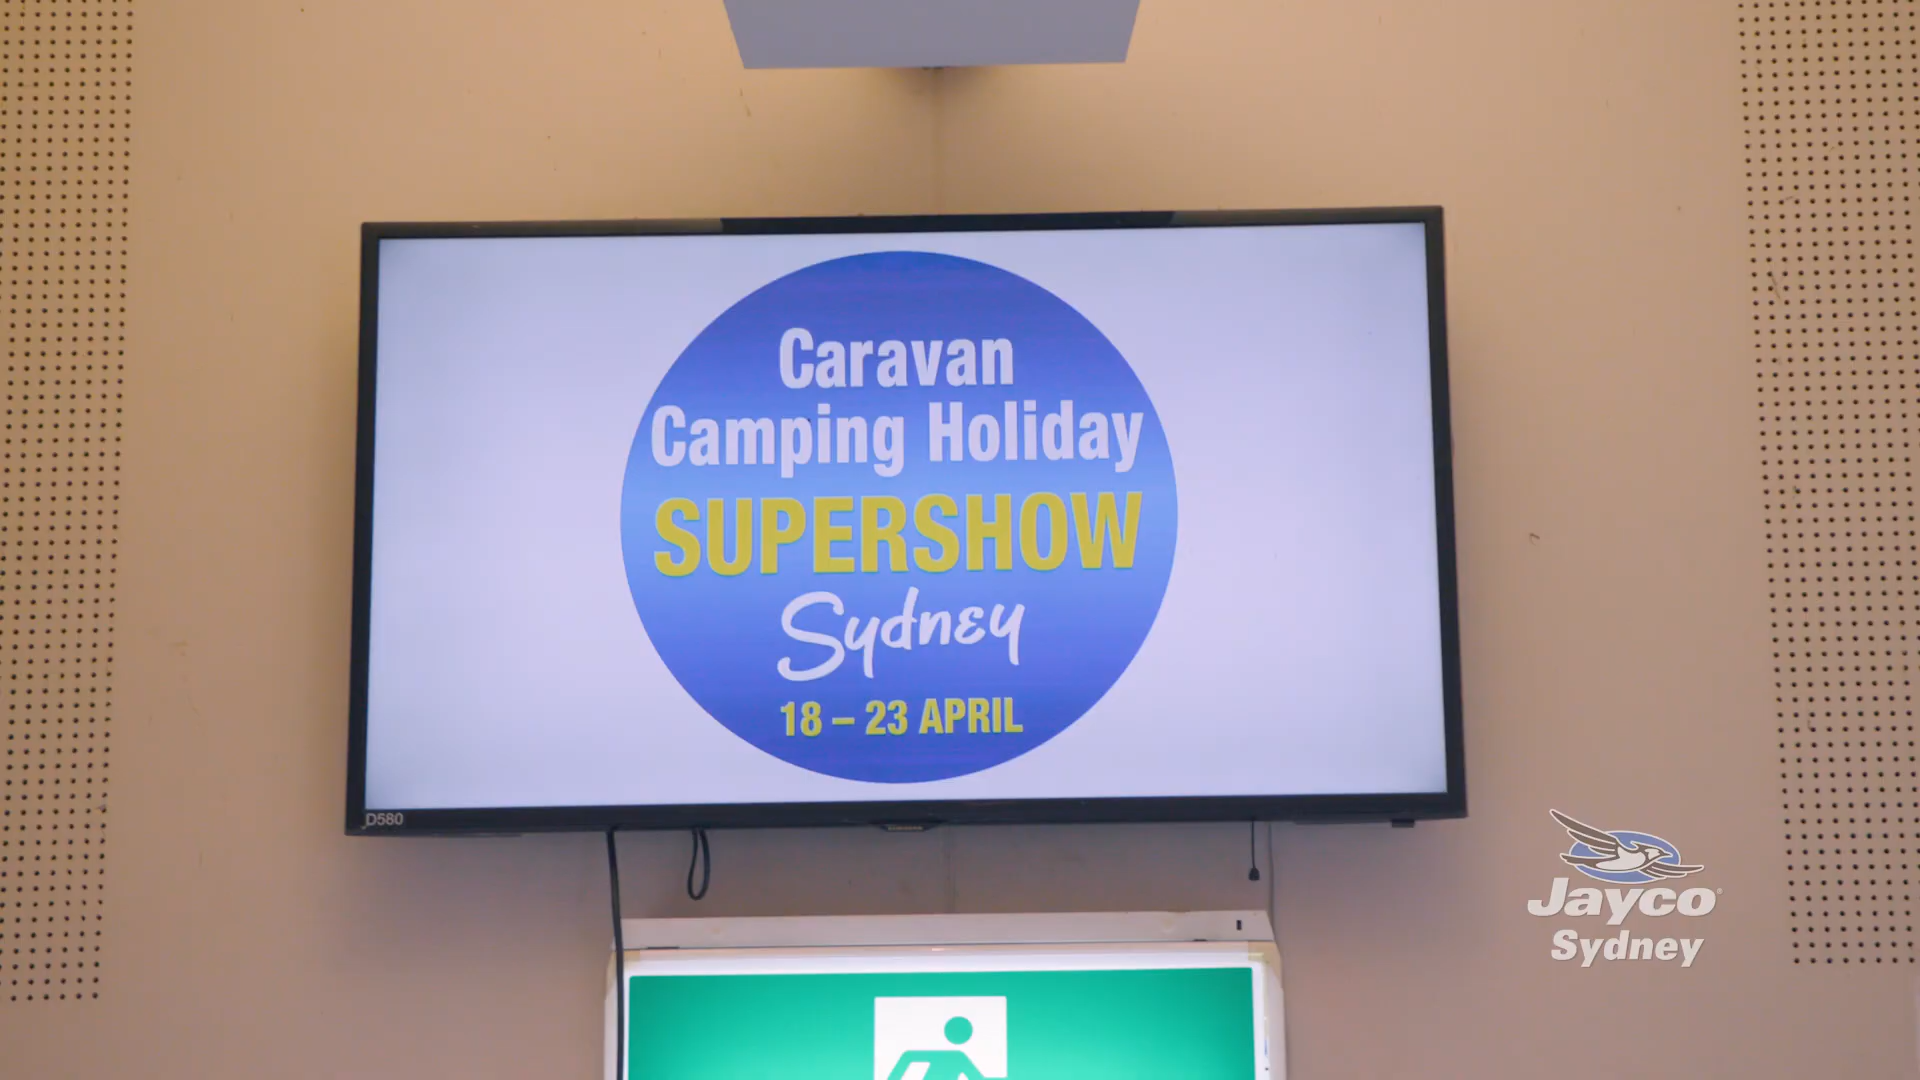 Caravan
Camping Holiday
SUPERSHOW
Sydney
18 – 23 APRIL
D580
Jayco
Sydney